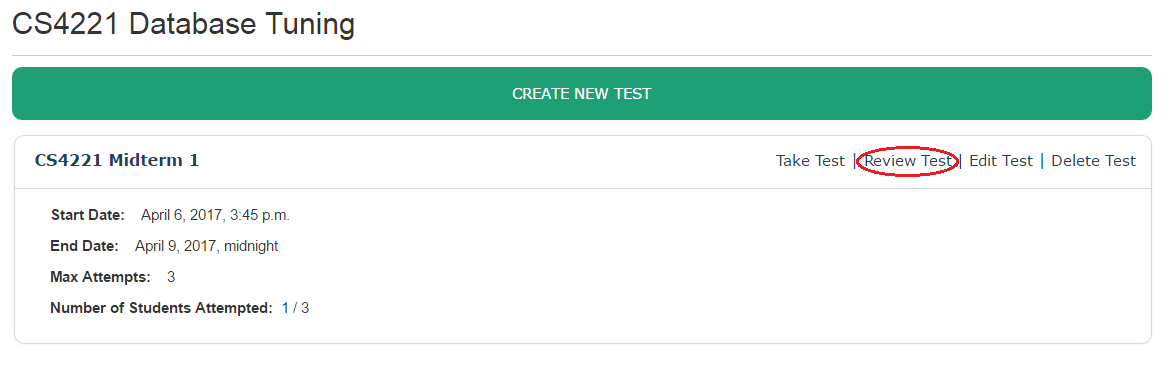 CS4221 Database Tuning
CREATE NEW TEST
CS4221 Midterm 1
Take Test | Review Test | Edit Test | Delete Test
Start Date: April 6, 2017, 3:45 p.m.
End Date: April 9, 2017, midnight
Max Attempts: 3
Number of Students Attempted: 1 / 3